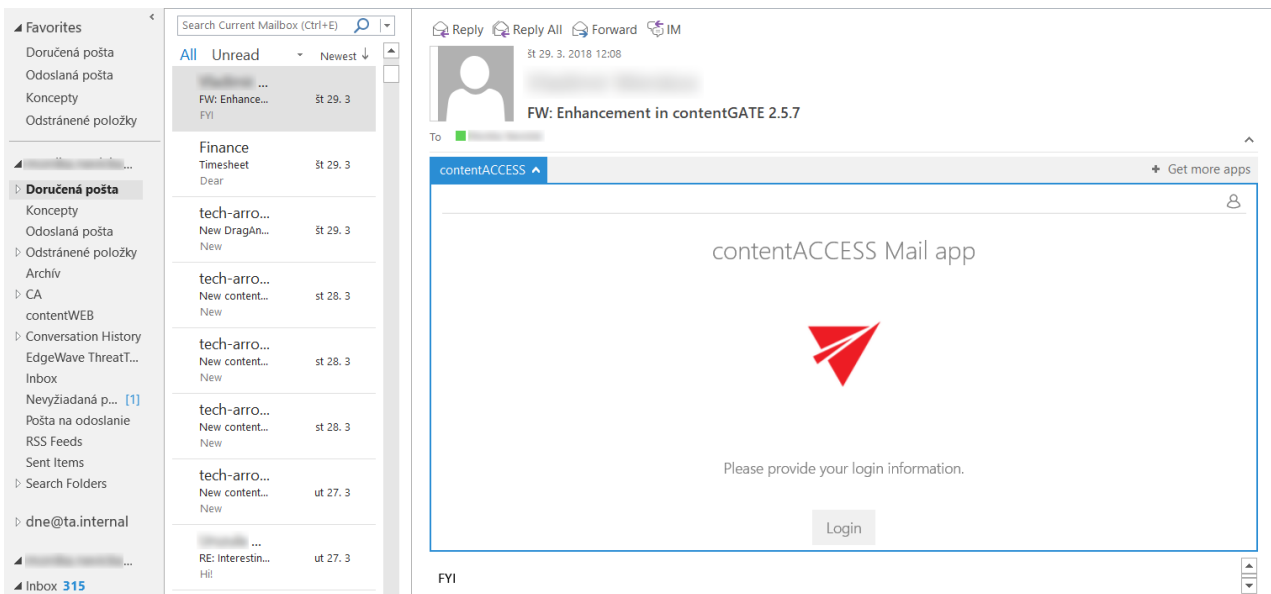 Favorites
Doručená pošta
Odoslaná pošta
Koncepty
Odstránené položky
...
Doručená pošta
Koncepty
Odoslaná pošta
Odstránené položky
Archív
CA
contentWEB
Conversation History
EdgeWave ThreatT...
Inbox
Nevyžiadaná p... [1]
Pošta na odoslanie
RSS Feeds
Sent Items
Search Folders
dne@ta.internal
...
Inbox 315
Search Current Mailbox (Ctrl+E)
All Unread Newest ↓
...
FW: Enhance... št 29. 3
FYI
Finance
Timesheet št 29. 3
Dear
tech-arro...
New DragAn... št 29. 3
New
tech-arro...
New content... st 28. 3
New
tech-arro...
New content... st 28. 3
New
tech-arro...
New content... st 28. 3
New
tech-arro...
New content... ut 27. 3
New
...
RE: Interestin... ut 27. 3
Hi!
Reply Reply All Forward IM
št 29. 3. 2018 12:08
FW: Enhancement in contentGATE 2.5.7
To
contentACCESS + Get more apps
contentACCESS Mail app
Please provide your login information.
Login
FYI